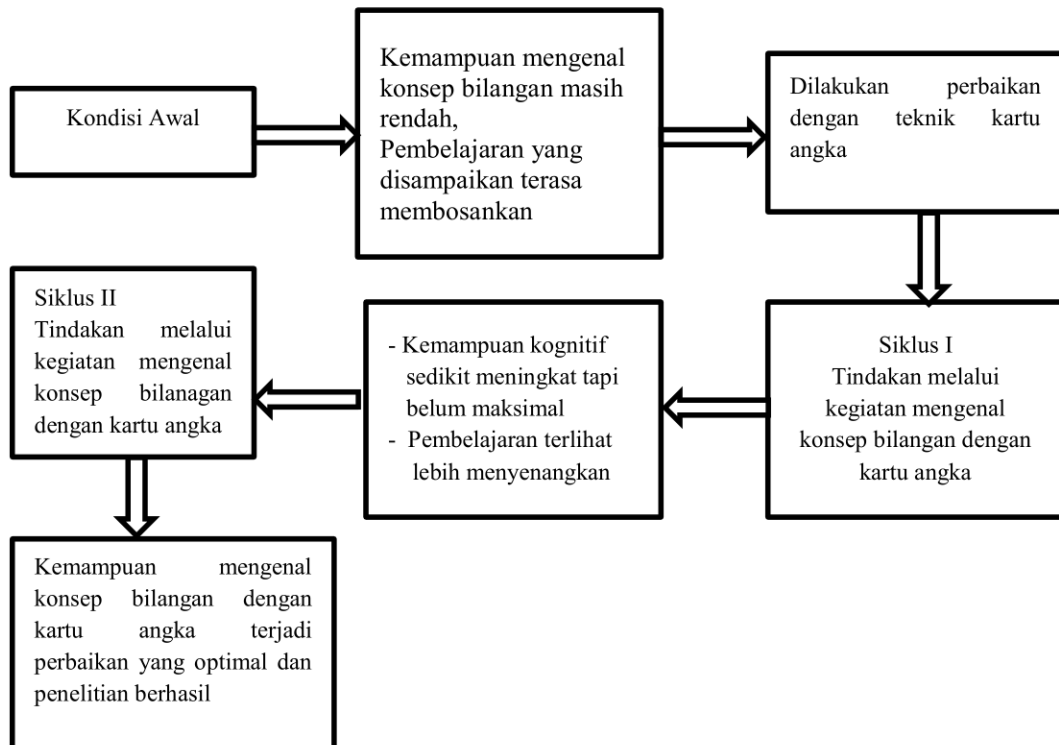 Kondisi Awal
Kemampuan mengenal
konsep bilangan masih
rendah,
Pembelajaran yang
disampaikan terasa
membosankan
Dilakukan perbaikan
dengan teknik kartu
angka
Siklus I
Tindakan melalui
kegiatan mengenal
konsep bilangan dengan
kartu angka
- Kemampuan kognitif
sedikit meningkat tapi
belum maksimal
- Pembelajaran terlihat
lebih menyenangkan
Siklus II
Tindakan melalui
kegiatan mengenal
konsep bilanagan
dengan kartu angka
Kemampuan mengenal
konsep bilangan dengan
kartu angka terjadi
perbaikan yang optimal dan
penelitian berhasil